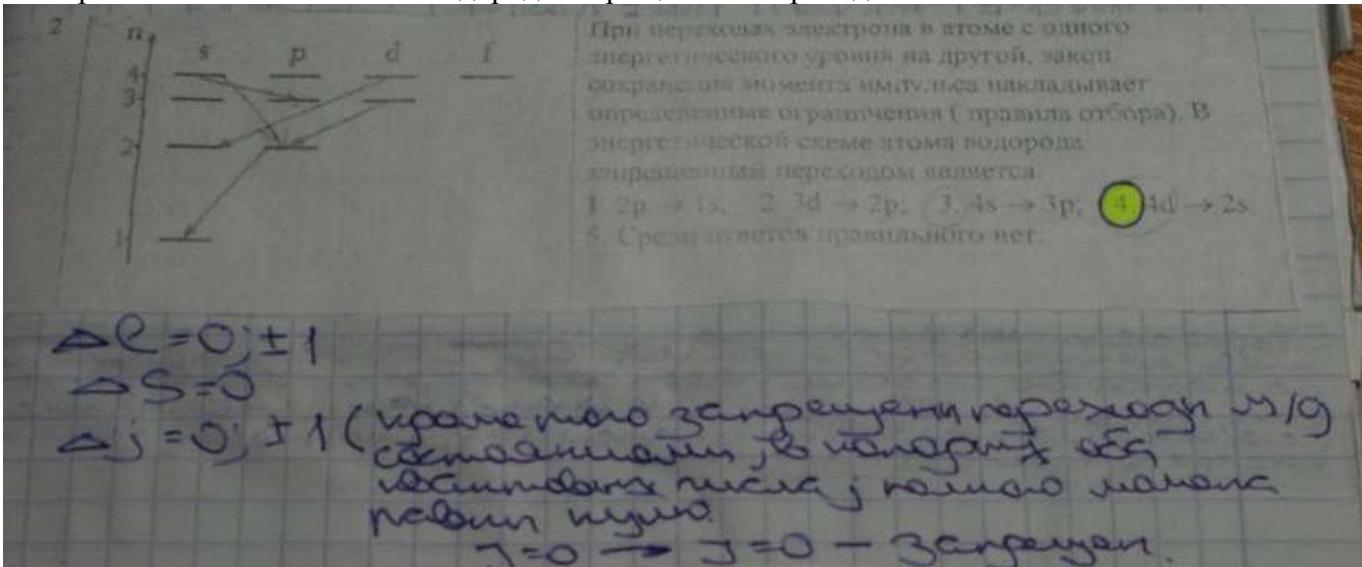 2
n
s p d f
4
3
2
1
При переходах электрона в атоме с одного
энергетического уровня на другой, закон
сохранения момента импульса накладывает
определенные ограничения ( правила отбора). В
энергетической схеме атома водорода
запрещенным переходом является
1. 2p → 1s, 2. 3d → 2p; 3. 4s → 3p; 4. 4d → 2s
5. Среди ответов правильного нет.
Δℓ=0; ±1
ΔS=0
Δj=0; ±1 (кроме того запрещены переходы м/д
состояниями, в которых оба
квантовых числа j полного
равны нулю.
J=0 → J=0 – запрещен.